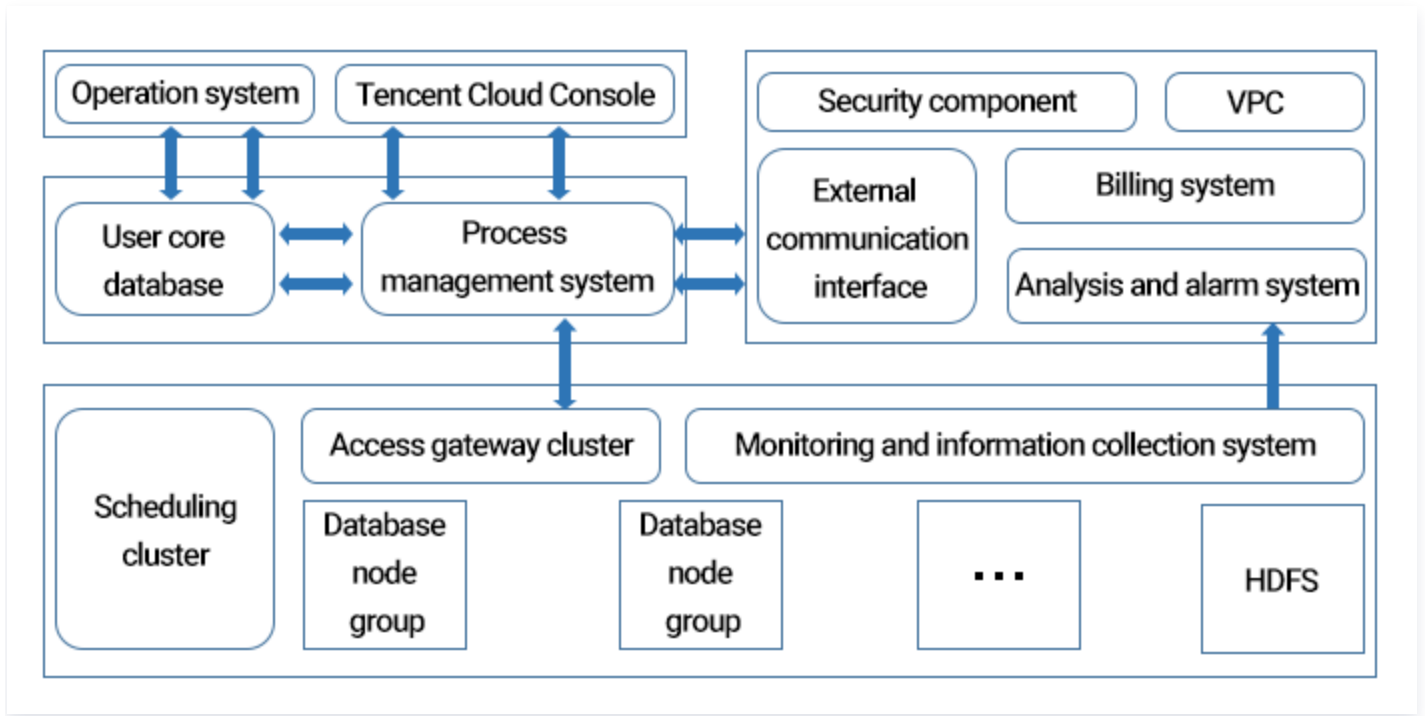 Operation system
Tencent Cloud Console
Security component
VPC
User core
database
Process
management system
External
communication
interface
Billing system
Analysis and alarm system
Scheduling
cluster
Access gateway cluster
Monitoring and information collection system
Database
node
group
Database
node
group
...
HDFS